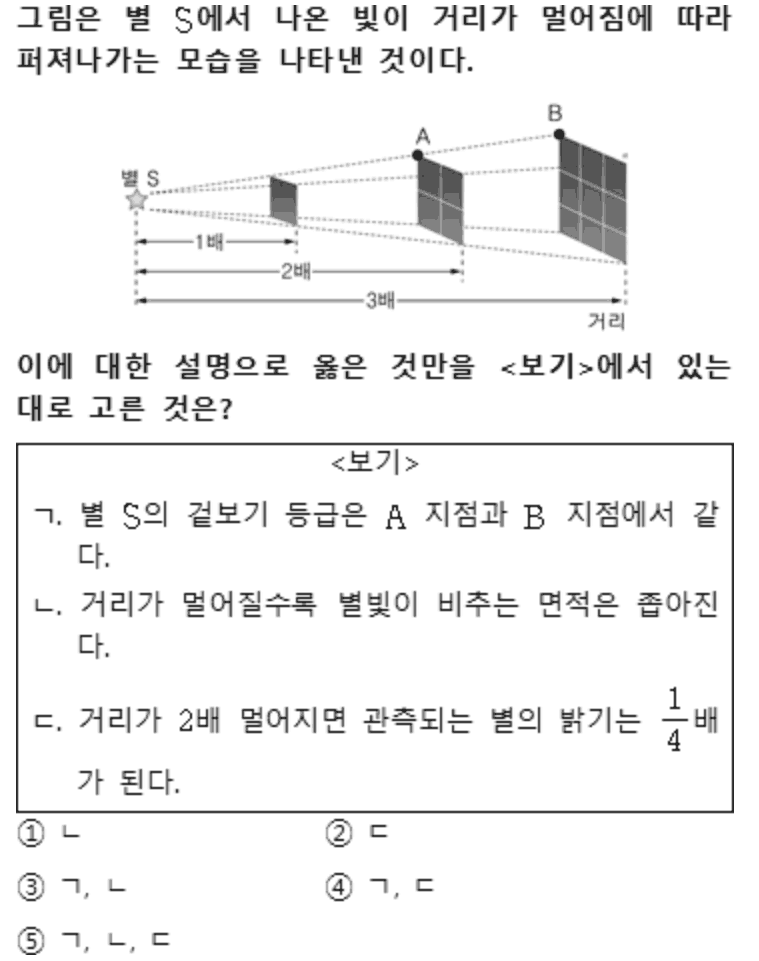 그림은 별 S에서 나온 빛이 거리가 멀어짐에 따라
퍼져나가는 모습을 나타낸 것이다.
B
A
별 S
1배
2배
3배
거리
이에 대한 설명으로 옳은 것만을 <보기>에서 있는
대로 고른 것은?
<보기>
ㄱ. 별 S의 겉보기 등급은 A 지점과 B 지점에서 같
다.
ㄴ. 거리가 멀어질수록 별빛이 비추는 면적은 좁아진
다.
ㄷ. 거리가 2배 멀어지면 관측되는 별의 밝기는 1/4배
가 된다.
① ㄴ ② ㄷ
③ ㄱ, ㄴ ④ ㄱ, ㄷ
⑤ ㄱ, ㄴ, ㄷ